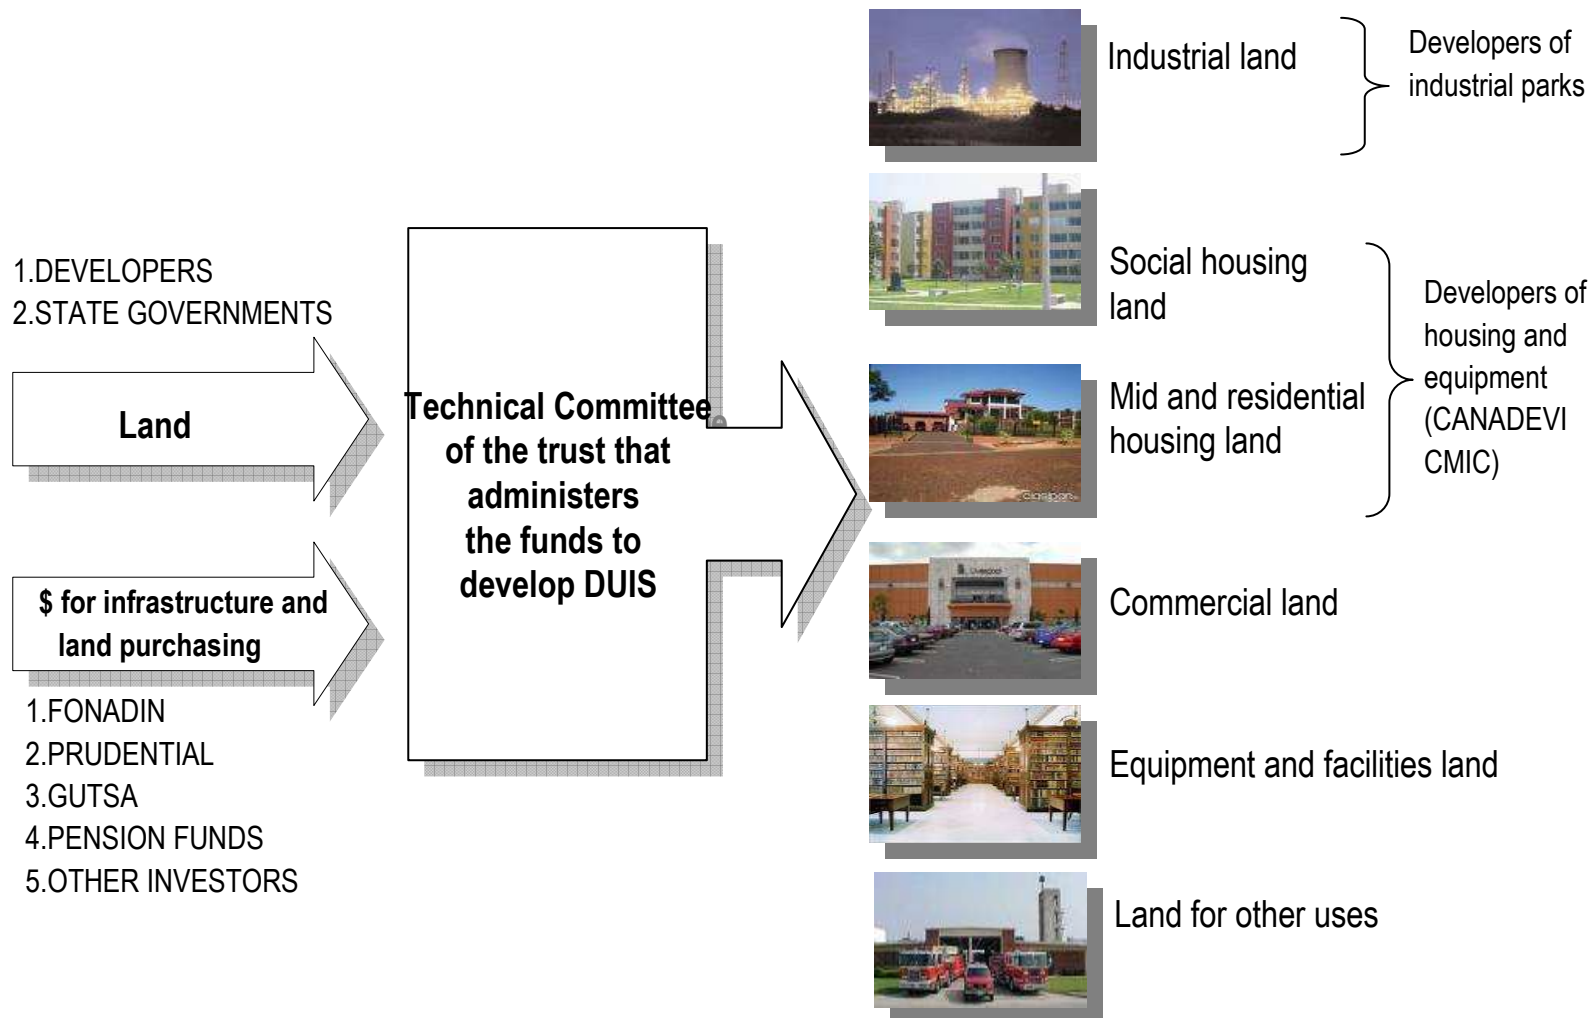 1.DEVELOPERS
2.STATE GOVERNMENTS
Land
$ for infrastructure and
land purchasing
1.FONADIN
2.PRUDENTIAL
3.GUTSA
4.PENSION FUNDS
5.OTHER INVESTORS
Technical Committee
of the trust that
administers
the funds to
develop DUIS
Industrial land
Developers of
industrial parks
Social housing
land
Mid and residential
housing land
Developers of
housing and
equipment
(CANADEVI
CMIC)
Commercial land
Equipment and facilities land
Land for other uses